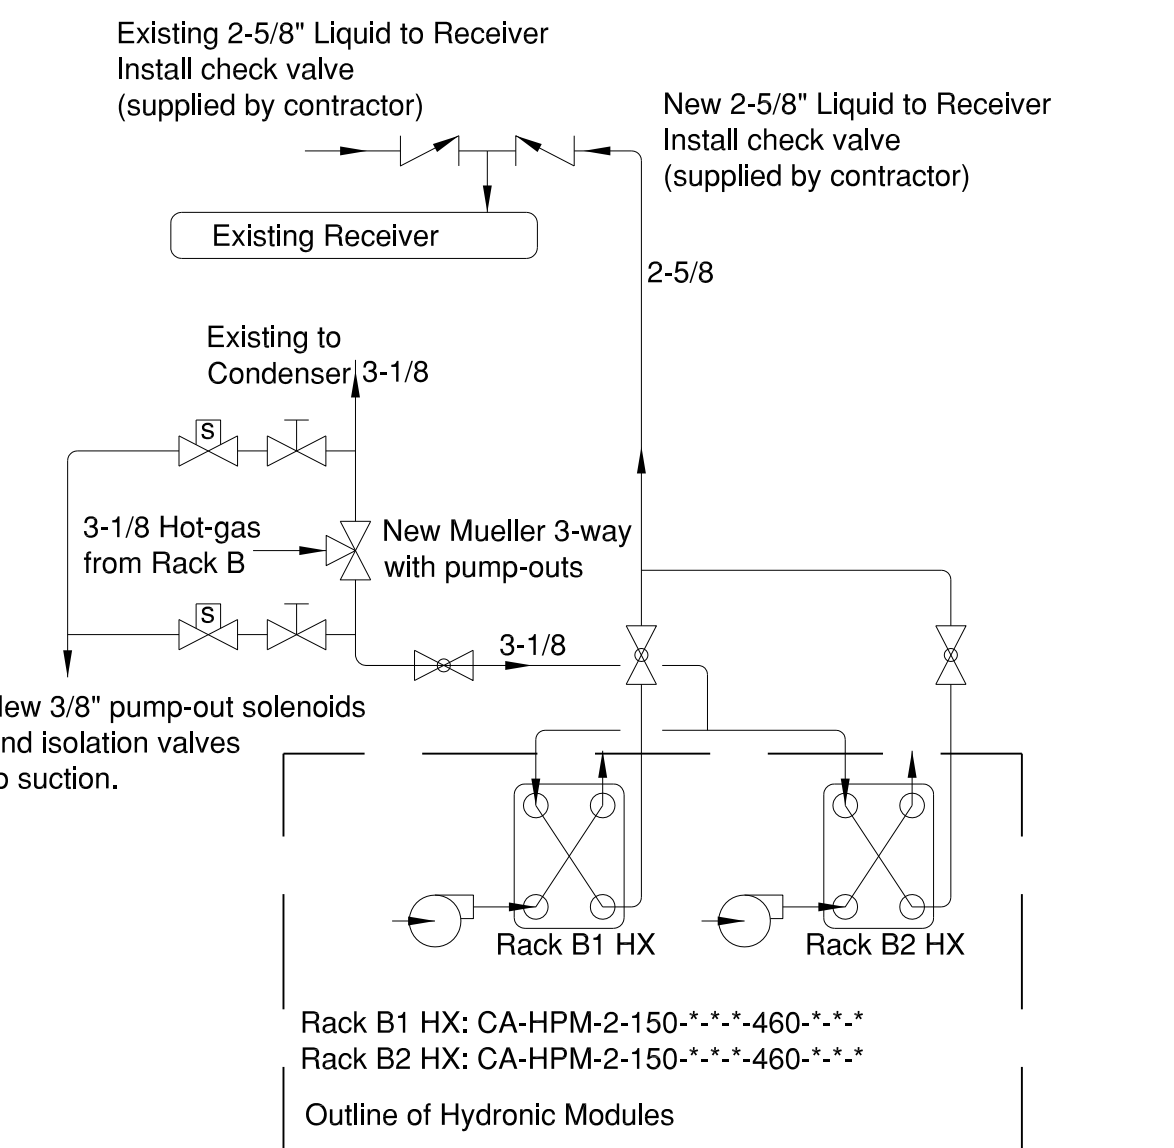 Existing 2-5/8" Liquid to Receiver
Install check valve
(supplied by contractor)
New 2-5/8" Liquid to Receiver
Install check valve
(supplied by contractor)
Existing Receiver
2-5/8
Existing to
Condenser
3-1/8
S
3-1/8 Hot-gas
from Rack B
New Mueller 3-way
with pump-outs
S
3-1/8
3/8" pump-out solenoids
isolation valves
suction.
Rack B1 HX
Rack B2 HX
Rack B1 HX: CA-HPM-2-150-*-*-*-460-*-*-*
Rack B2 HX: CA-HPM-2-150-*-*-*-460-*-*-*
Outline of Hydronic Modules